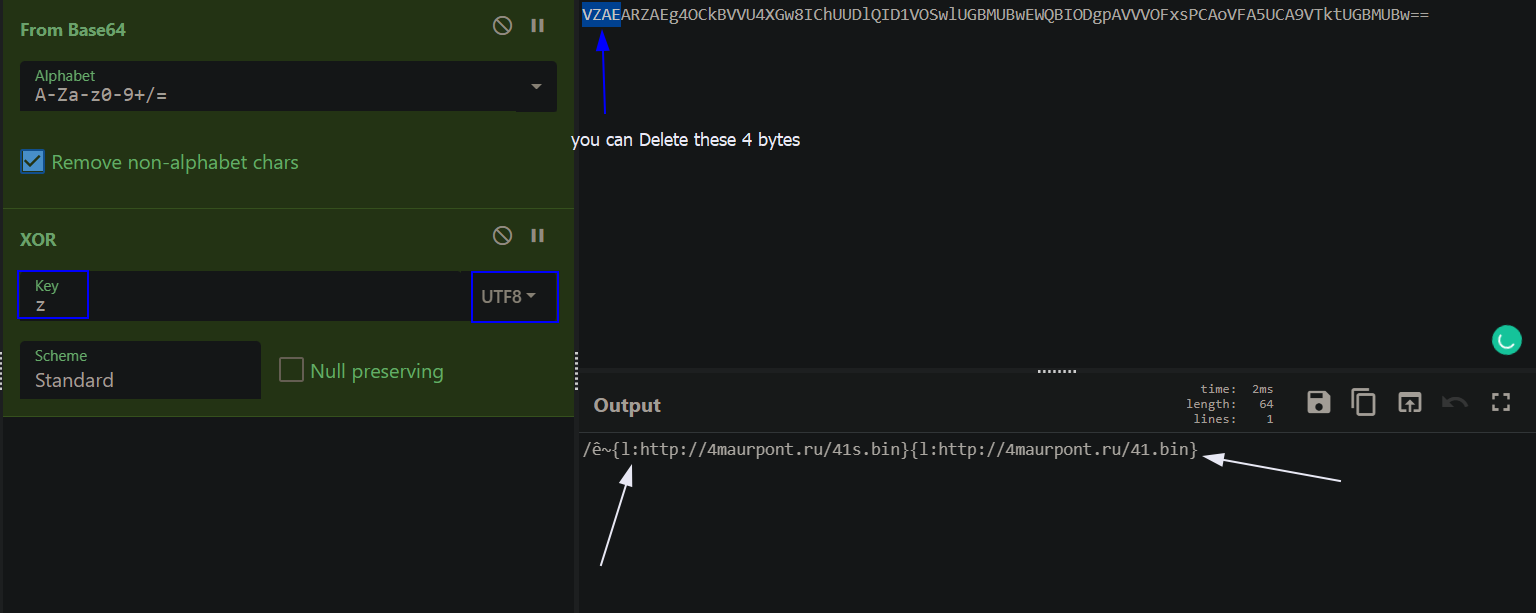 From Base64
Alphabet
A-Za-z0-9+/=
Remove non-alphabet chars
XOR
Key
z
UTF8
Scheme
Standard
Null preserving
VZAEARZAEg4OCkBVVU4XGw8IChUUDlQID1VOSwlUGBMUBwEWQBIODgpAVVVOFxsPCAoVFA5UCA9VTktUGBMUBw==
you can Delete these 4 bytes
Output
time: 2ms
length: 64
lines: 1
/ê~{l:http://4maurpont.ru/41s.bin}{l:http://4maurpont.ru/41.bin}